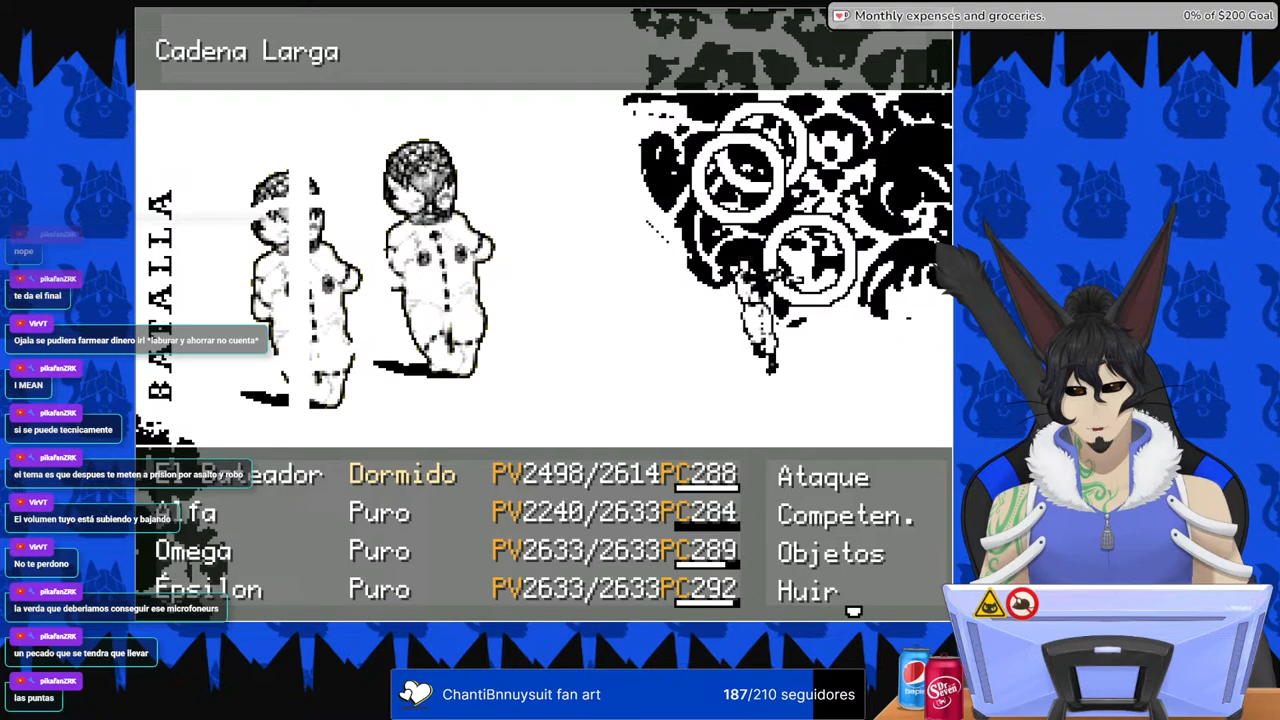 Monthly expenses and groceries.
0% of $200 Goal
Cadena Larga
BATALLA
pikafanZRK
nope
pikafanZRK
te da el final
VirVT
Ojala se pudiera farmear dinero irl *laburar y ahorrar no cuenta*
pikafanZRK
I MEAN
pikafanZRK
si se puede tecnicamente
pikafanZRK
el tema es que despues te meten a prision por asalto y robo
VirVT
El volumen tuyo está subiendo y bajando
VirVT
No te perdono
pikafanZRK
la verda que deberiamos conseguir ese microfoneurs
pikafanZRK
un pecado que se tendra que llevar
pikafanZRK
las puntas
El Bateador Dormido PV2498/2614PC288
Alfa Puro PV2240/2633PC284
Omega Puro PV2633/2633PC289
Épsilon Puro PV2633/2633PC292
Ataque
Competen.
Objetos
Huir
ChantiBnnuysuit fan art
187/210 seguidores
Dr